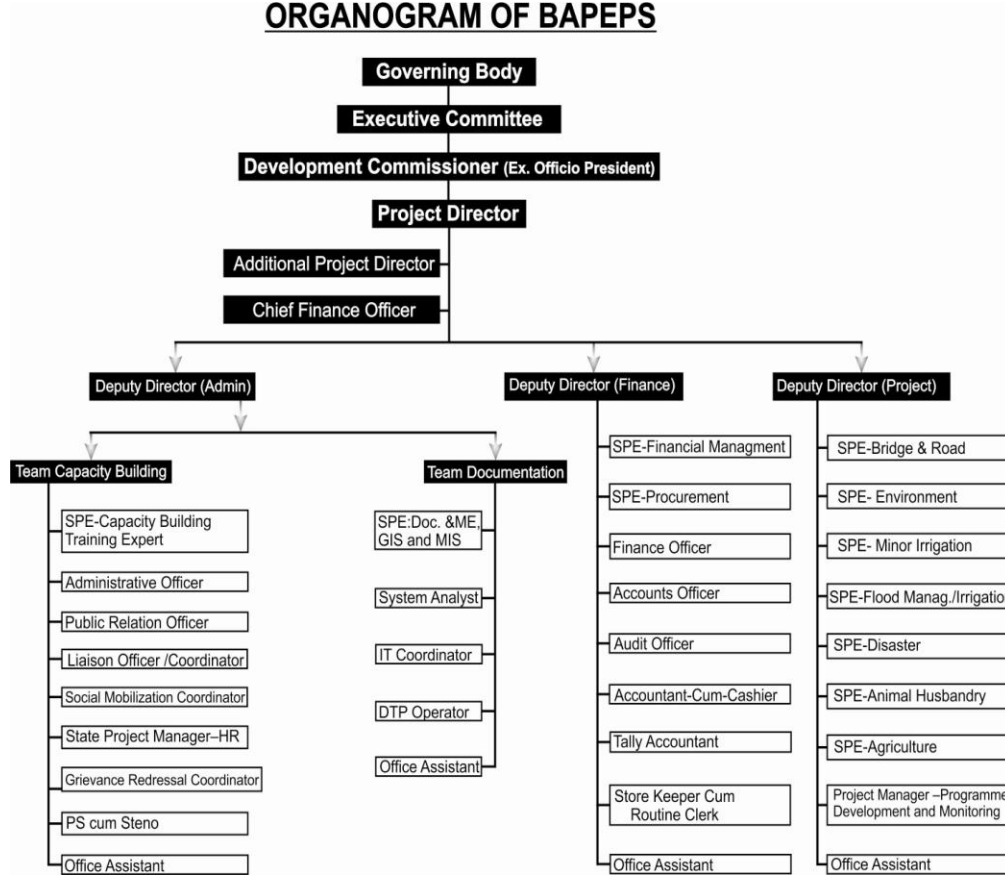 ORGANOGRAM OF BAPEPS
Governing Body
Executive Committee
Development Commissioner (Ex. Officio President)
Project Director
Additional Project Director
Chief Finance Officer
Deputy Director (Admin)
Team Capacity Building
SPE-Capacity Building
Training Expert
Administrative Officer
Public Relation Officer
Liaison Officer /Coordinator
Social Mobilization Coordinator
State Project Manager–HR
Grievance Redressal Coordinator
PS cum Steno
Office Assistant
Team Documentation
SPE:Doc. &ME,
GIS and MIS
System Analyst
IT Coordinator
DTP Operator
Office Assistant
Deputy Director (Finance)
SPE-Financial Managment
SPE-Procurement
Finance Officer
Accounts Officer
Audit Officer
Accountant-Cum-Cashier
Tally Accountant
Store Keeper Cum
Routine Clerk
Office Assistant
Deputy Director (Project)
SPE-Bridge & Road
SPE- Environment
SPE- Minor Irrigation
SPE-Flood Manag./Irrigation
SPE-Disaster
SPE-Animal Husbandry
SPE-Agriculture
Project Manager –Programme
Development and Monitoring
Office Assistant